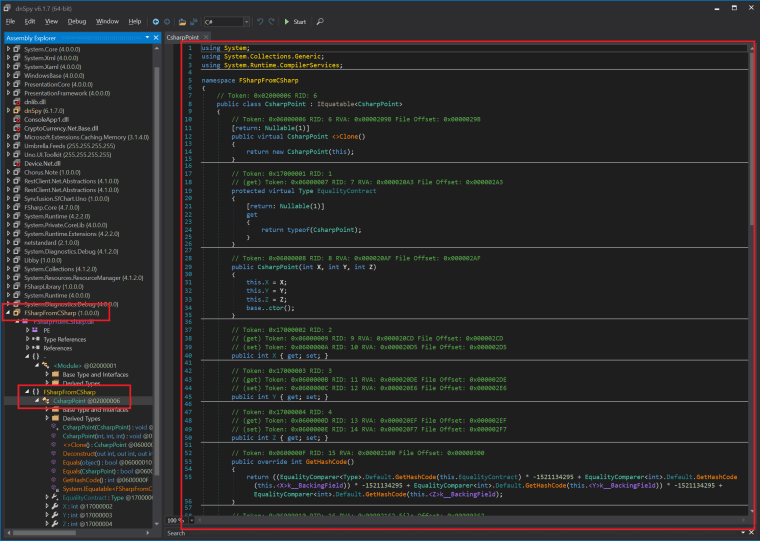 dnSpy v6.1.7 (64-bit)
File Edit View Debug Window Help C# Start
Assembly Explorer
System.Core (4.0.0.0)
System.Xml (4.0.0.0)
System.Xaml (4.0.0.0)
WindowsBase (4.0.0.0)
PresentationCore (4.0.0.0)
PresentationFramework (4.0.0.0)
dnlib.dll
dnSpy (6.1.7.0)
ConsoleApp1.dll
CryptoCurrency.Net.Base.dll
Microsoft.Extensions.Caching.Memory (3.1.4.0)
Umbrella.Feeds (255.255.255.255)
Uno.UI.Toolkit (255.255.255.255)
Device.Net.dll
Chorus.Note (1.0.0.0)
RestClient.Net.Abstractions (4.1.0.0)
RestClient.Net.Abstractions (4.1.0.0)
Syncfusion.SfChart.Uno (1.0.0.0)
FSharp.Core (4.7.0.0)
System.Runtime (4.2.2.0)
System.Private.CoreLib (4.0.0.0)
System.Runtime.Extensions (4.2.2.0)
netstandard (2.1.0.0)
System.Diagnostics.Debug (4.1.2.0)
Libby (1.0.0.0)
System.Collections (4.1.2.0)
System.Resources.ResourceManager (4.1.2.0)
FSharpLibrary (1.0.0.0)
System.Runtime (4.0.0.0)
System.Diagnostics.Debug (4.0.0.0)
FSharpFromCSharp (1.0.0.0)
FSharpFromCSharp.dll
PE
Type References
References
{ } -
<Module> @02000001
Base Type and Interfaces
Derived Types
{ } FSharpFromCSharp
CsharpPoint @02000006
Base Type and Interfaces
Derived Types
CsharpPoint(CsharpPoint) : void @
CsharpPoint(int, int, int) : void @
<>Clone() : CsharpPoint @060000
Deconstruct(out int, out int, out in
Equals(object) : bool @06000010
Equals(CsharpPoint) : bool @0600
GetHashCode() : int @0600000F
System.IEquatable<FSharpFromC
EqualityContract : Type @170000
X : int @17000002
Y : int @17000003
Z : int @17000004
CsharpPoint
1 using System;
2 using System.Collections.Generic;
3 using System.Runtime.CompilerServices;
4
5 namespace FSharpFromCSharp
6 {
7 // Token: 0x02000006 RID: 6
8 public class CsharpPoint : IEquatable<CsharpPoint>
9 {
10 // Token: 0x06000006 RID: 6 RVA: 0x0000209B File Offset: 0x0000029B
11 [return: Nullable(1)]
12 public virtual CsharpPoint <>Clone()
13 {
14 return new CsharpPoint(this);
15 }
16
17 // Token: 0x17000001 RID: 1
18 // (get) Token: 0x06000007 RID: 7 RVA: 0x000020A3 File Offset: 0x000002A3
19 protected virtual Type EqualityContract
20 {
21 [return: Nullable(1)]
22 get
23 {
24 return typeof(CsharpPoint);
25 }
26 }
27
28 // Token: 0x06000008 RID: 8 RVA: 0x000020AF File Offset: 0x000002AF
29 public CsharpPoint(int X, int Y, int Z)
30 {
31 this.X = X;
32 this.Y = Y;
33 this.Z = Z;
34 base..ctor();
35 }
36
37 // Token: 0x17000002 RID: 2
38 // (get) Token: 0x06000009 RID: 9 RVA: 0x000020CD File Offset: 0x000002CD
39 // (set) Token: 0x0600000A RID: 10 RVA: 0x000020D5 File Offset: 0x000002D5
40 public int X { get; set; }
41
42 // Token: 0x17000003 RID: 3
43 // (get) Token: 0x0600000B RID: 11 RVA: 0x000020DE File Offset: 0x000002DE
44 // (set) Token: 0x0600000C RID: 12 RVA: 0x000020E6 File Offset: 0x000002E6
45 public int Y { get; set; }
46
47 // Token: 0x17000004 RID: 4
48 // (get) Token: 0x0600000D RID: 13 RVA: 0x000020EF File Offset: 0x000002EF
49 // (set) Token: 0x0600000E RID: 14 RVA: 0x000020F7 File Offset: 0x000002F7
50 public int Z { get; set; }
51
52 // Token: 0x0600000F RID: 15 RVA: 0x00002100 File Offset: 0x00000300
53 public override int GetHashCode()
54 {
55 return ((EqualityComparer<Type>.Default.GetHashCode(this.EqualityContract) * -1521134295 + EqualityComparer<int>.Default.GetHashCode
(this.<X>k__BackingField)) * -1521134295 + EqualityComparer<int>.Default.GetHashCode(this.<Y>k__BackingField)) * -1521134295 +
EqualityComparer<int>.Default.GetHashCode(this.<Z>k__BackingField);
56 }
57
100 %
Search